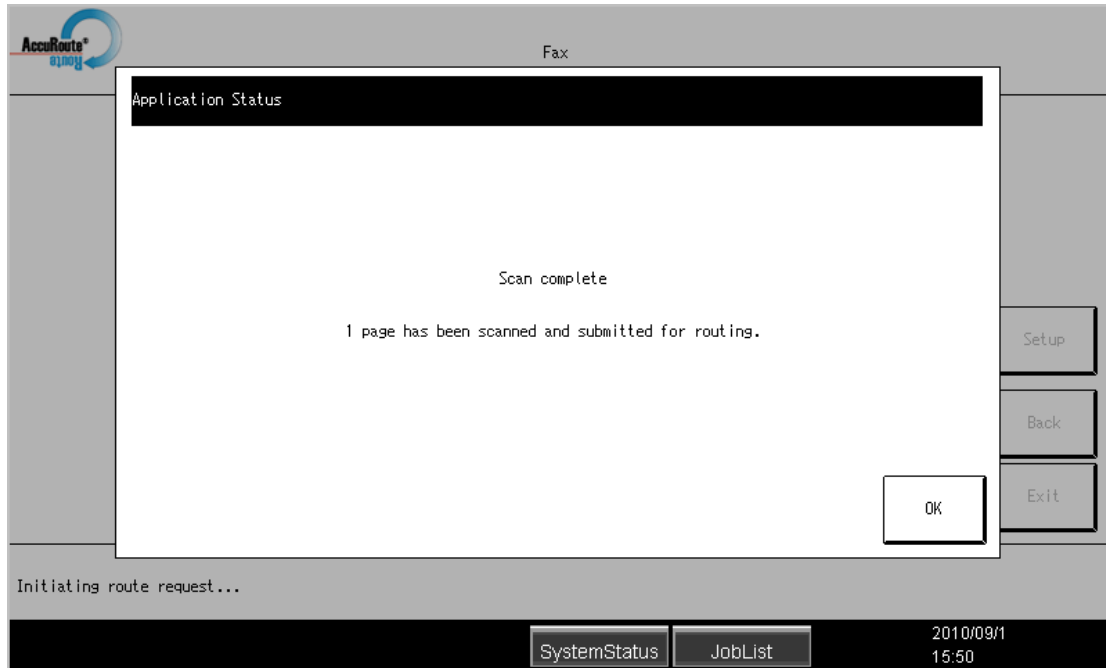 AccuRoute®
Route
Fax
Application Status
Scan complete
1 page has been scanned and submitted for routing.
Setup
Back
Exit
OK
Initiating route request...
SystemStatus
JobList
2010/09/1
15:50